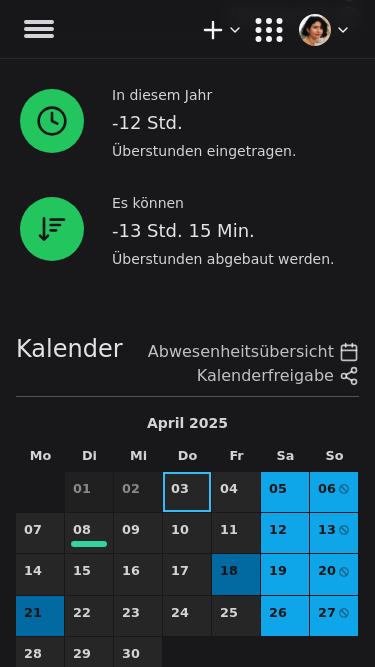 In diesem Jahr
-12 Std.
Überstunden eingetragen.
Es können
-13 Std. 15 Min.
Überstunden abgebaut werden.
Kalender
Abwesenheitsübersicht
Kalenderfreigabe
April 2025
Mo Di Mi Do Fr Sa So
01 02 03 04 05 06
07 08 09 10 11 12 13
14 15 16 17 18 19 20
21 22 23 24 25 26 27
28 29 30